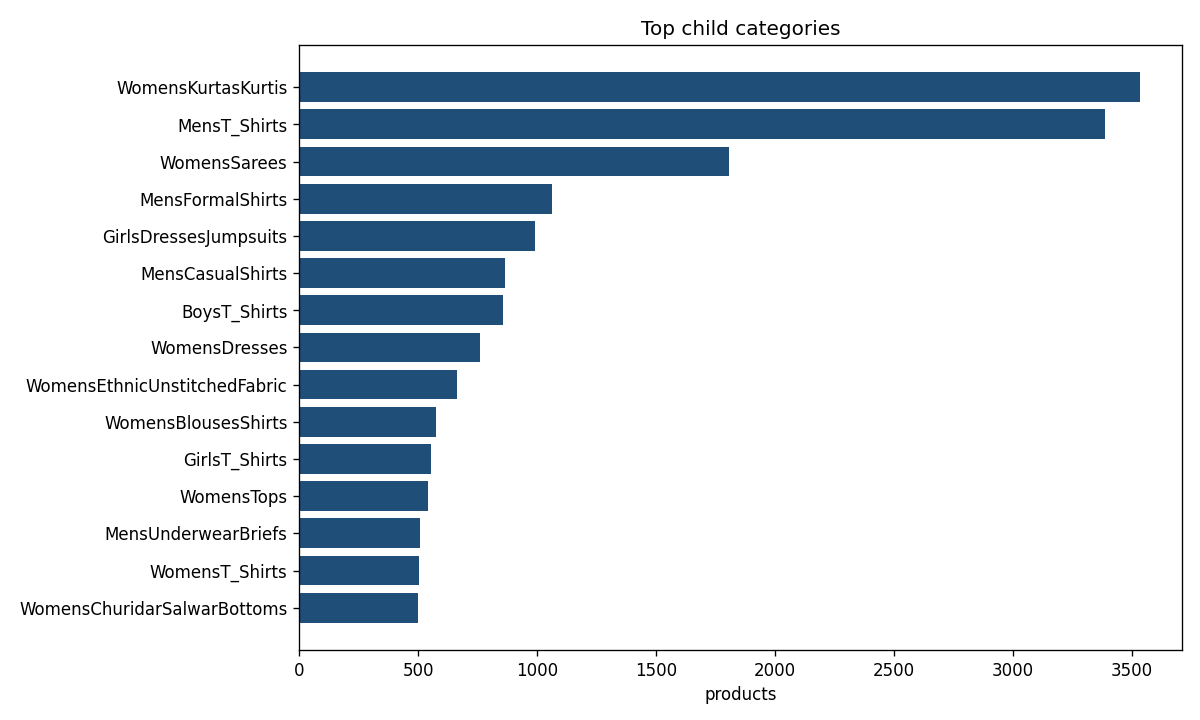 Top child categories
WomensKurtasKurtis
MensT_Shirts
WomensSarees
MensFormalShirts
GirlsDressesJumpsuits
MensCasualShirts
BoysT_Shirts
WomensDresses
WomensEthnicUnstitchedFabric
WomensBlousesShirts
GirlsT_Shirts
WomensTops
MensUnderwearBriefs
WomensT_Shirts
WomensChuridarSalwarBottoms
0 500 1000 1500 2000 2500 3000 3500
products